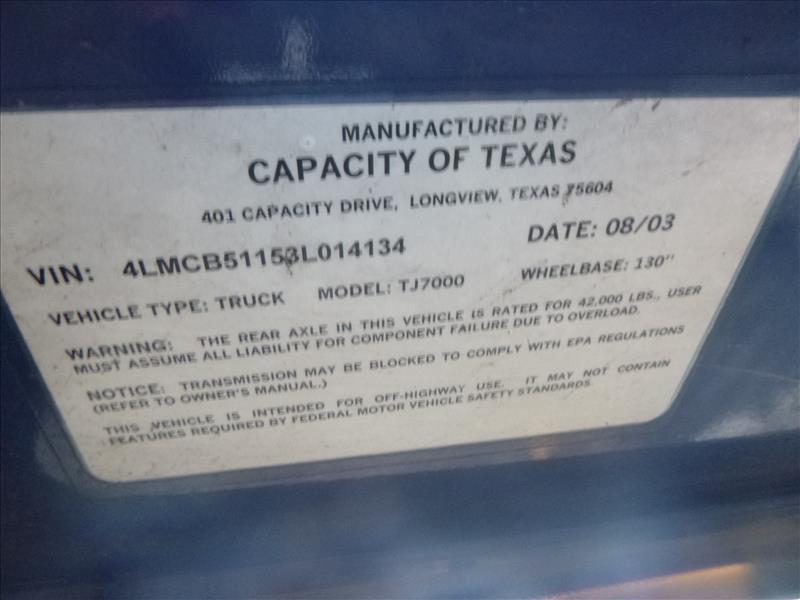 MANUFACTURED BY:
CAPACITY OF TEXAS
401 CAPACITY DRIVE, LONGVIEW, TEXAS 75604
VIN: 4LMCB51153L014134 DATE: 08/03
VEHICLE TYPE: TRUCK MODEL: TJ7000 WHEELBASE: 130"
WARNING: THE REAR AXLE IN THIS VEHICLE IS RATED FOR 42,000 LBS., USER
MUST ASSUME ALL LIABILITY FOR COMPONENT FAILURE DUE TO OVERLOAD.
NOTICE: TRANSMISSION MAY BE BLOCKED TO COMPLY WITH EPA REGULATIONS
(REFER TO OWNER'S MANUAL.)
THIS VEHICLE IS INTENDED FOR OFF-HIGHWAY USE. IT MAY NOT CONTAIN
FEATURES REQUIRED BY FEDERAL MOTOR VEHICLE SAFETY STANDARDS.